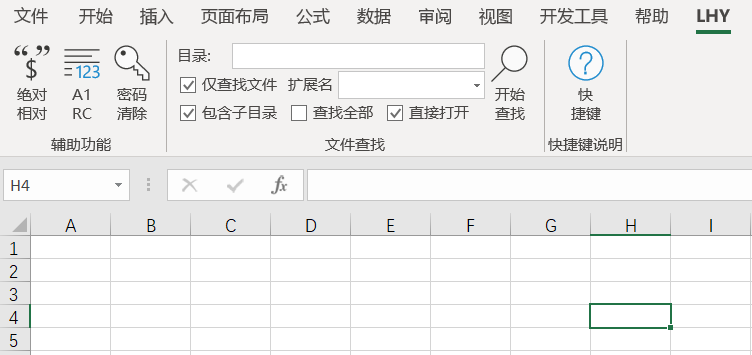 文件 开始 插入 页面布局 公式 数据 审阅 视图 开发工具 帮助 LHY
“” $ 绝对 相对
123 A1 RC
密码 清除
辅助功能
目录:
仅查找文件 扩展名
包含子目录 查找全部 直接打开
开始 查找
文件查找
? 快 捷键
快捷键说明
H4 fx
A B C D E F G H I
1
2
3
4
5